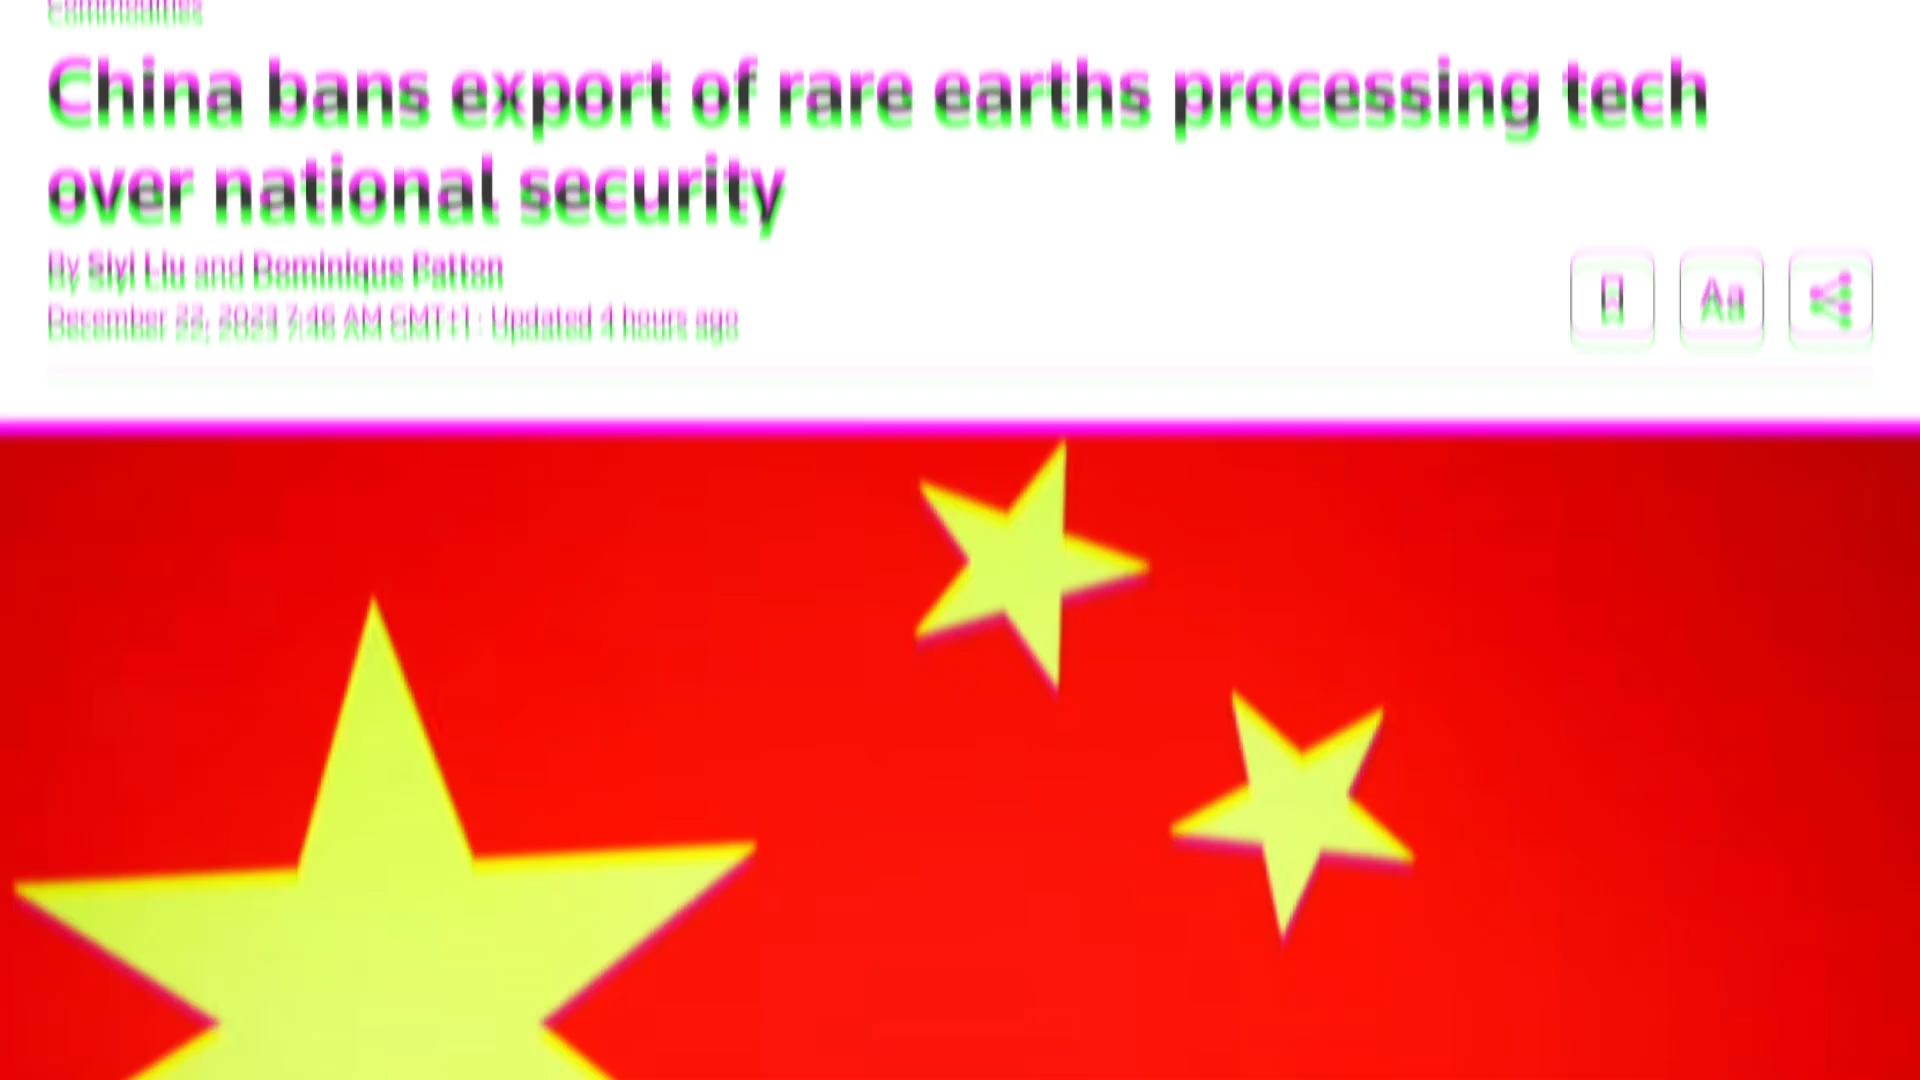 Commodities
China bans export of rare earths processing tech
over national security
By Siyi Liu and Dominique Patton
December 22, 2023 7:46 AM GMT+1 · Updated 4 hours ago
Aa